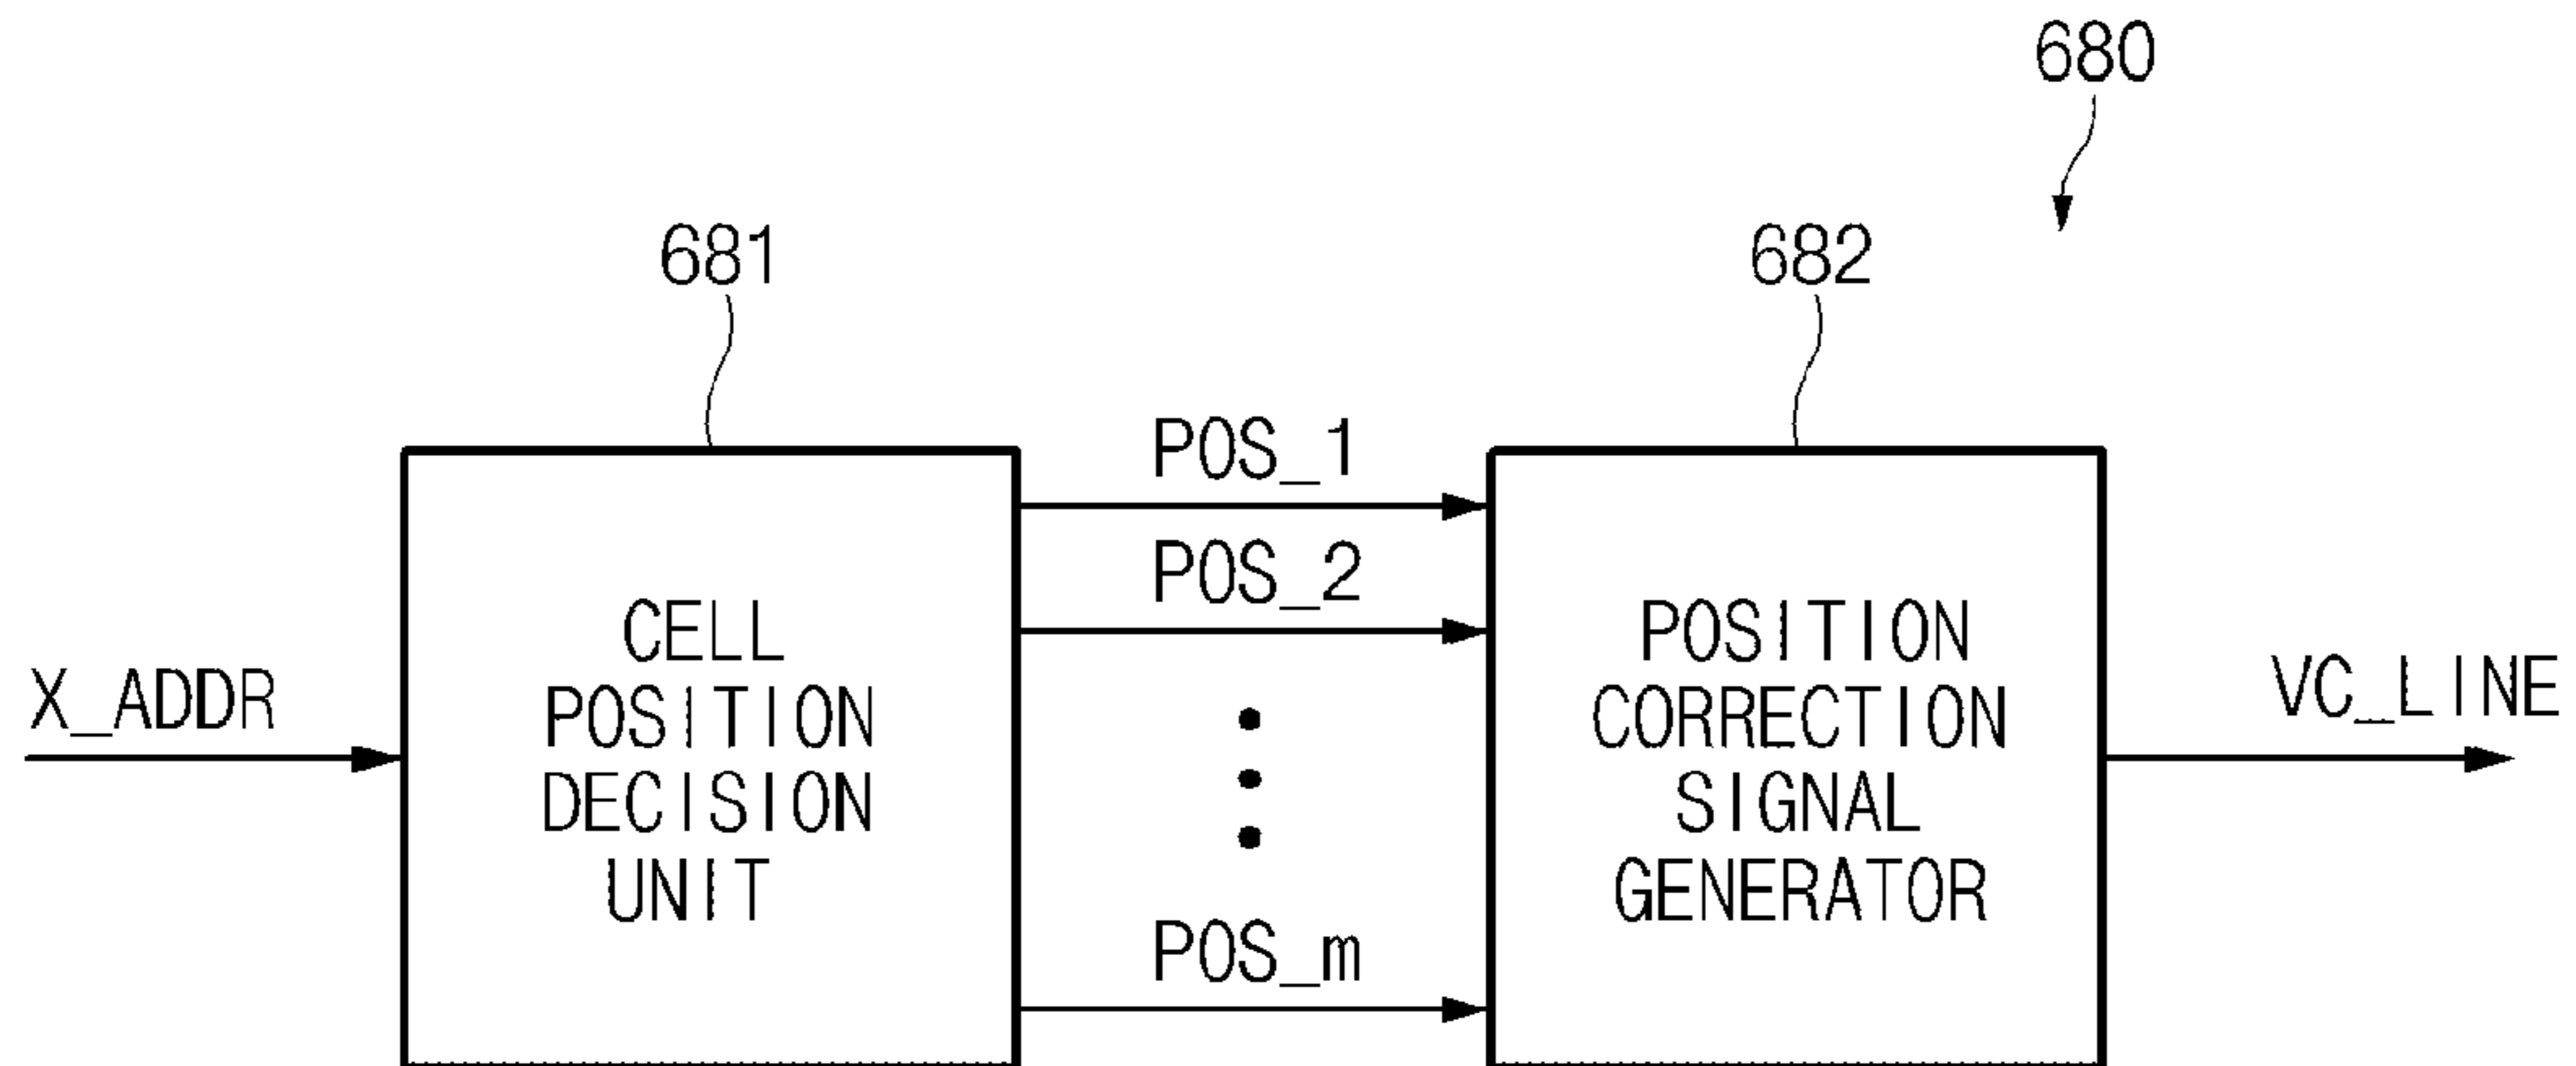 680
681
682
POS_1
POS_2
CELL
POSITION
DECISION
UNIT
POSITION
CORRECTION
SIGNAL
GENERATOR
X_ADDR
VC_LINE
POS_m